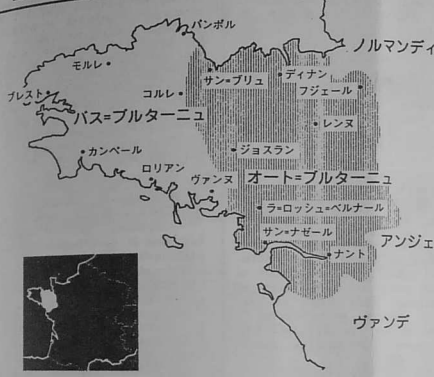 パンポル
ノルマンディ
モルレ
サン=ブリュ
ディナン
フジェール
ブレスト
コルレ
バス=ブルターニュ
レンヌ
カンペール
ジョスラン
ロリアン
ヴァンヌ
オート=ブルターニュ
ラ=ロッシュ=ベルナール
サン=ナゼール
アンジェ
ナント
ヴァンデ